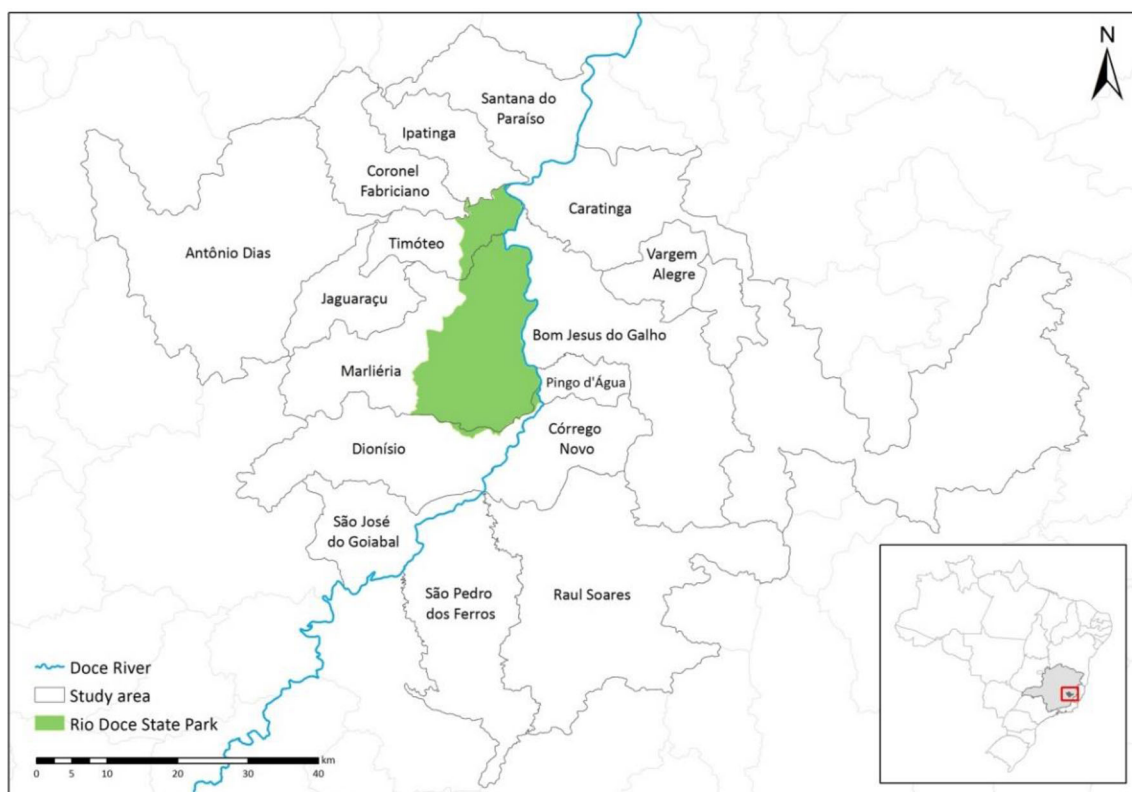 N
Santana do
Paraíso
Ipatinga
Coronel
Fabriciano
Caratinga
Antônio Dias
Timóteo
Vargem
Alegre
Jaguaraçu
Bom Jesus do Galho
Marliéria
Pingo d'Água
Dionísio
Córrego
Novo
São José
do Goiabal
São Pedro
dos Ferros
Raul Soares
Doce River
Study area
Rio Doce State Park
km
0 5 10 20 30 40